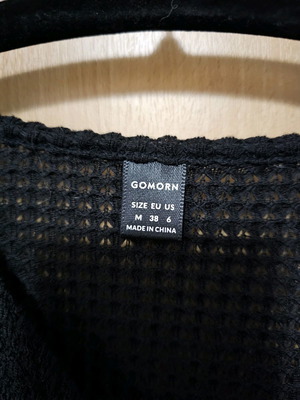 GOMORN
SIZE EU US
M 38 6
MADE IN CHINA